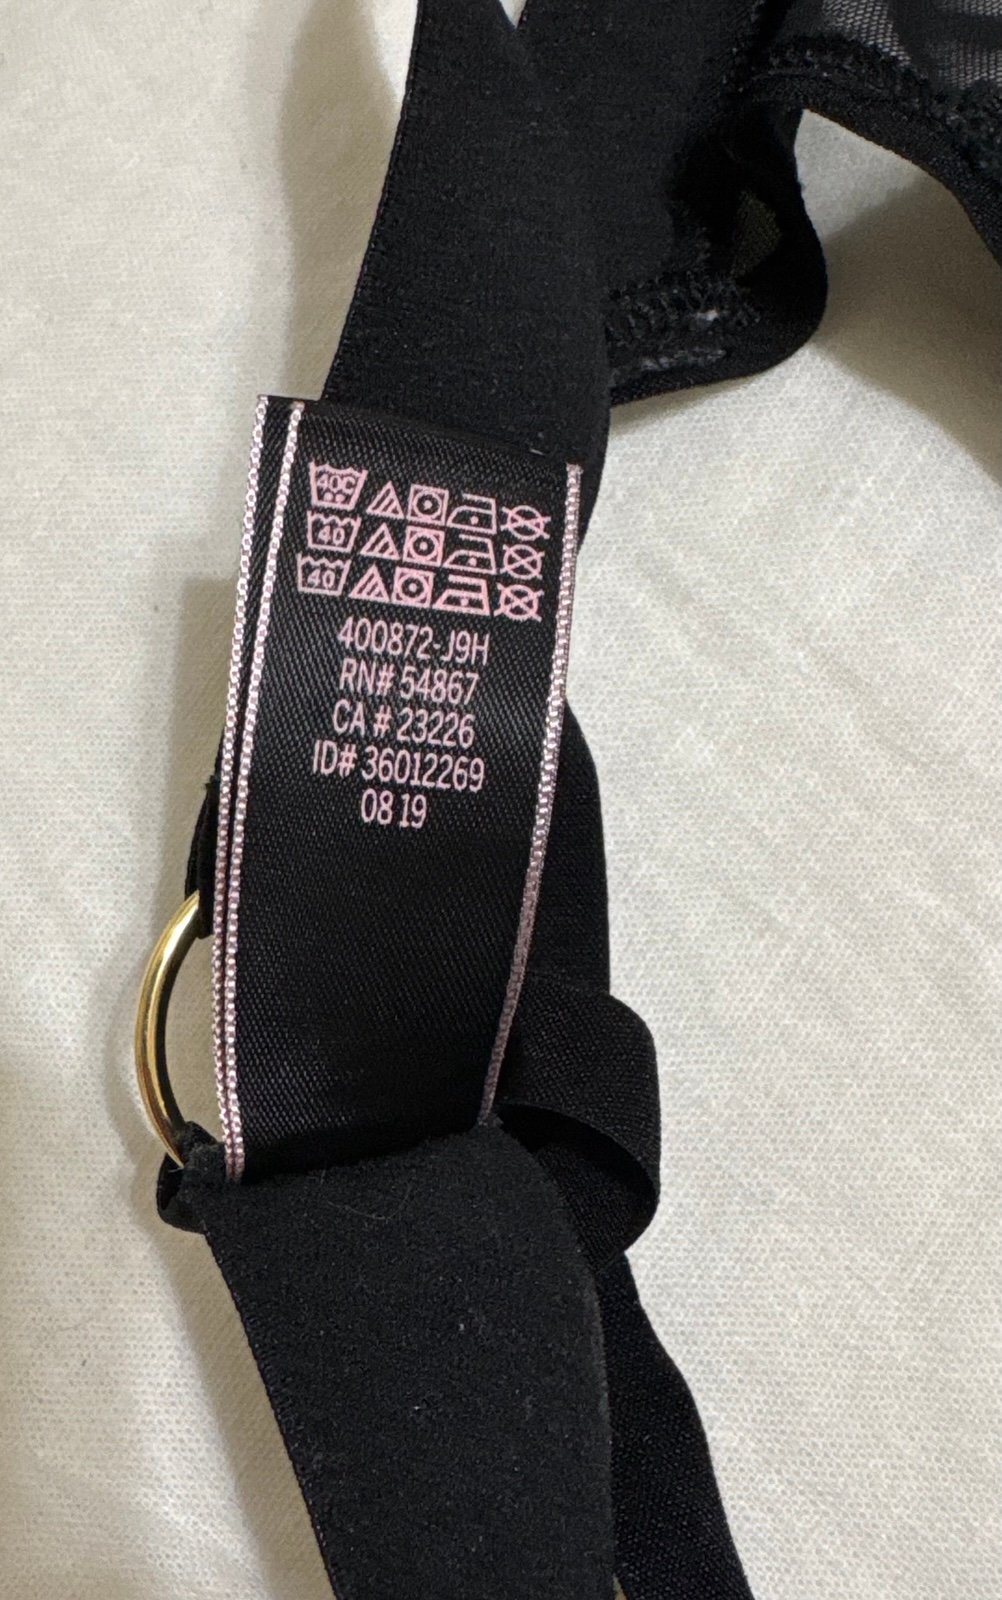 40C
40
40
400872-J9H
RN# 54867
CA # 23226
ID# 36012269
08 19